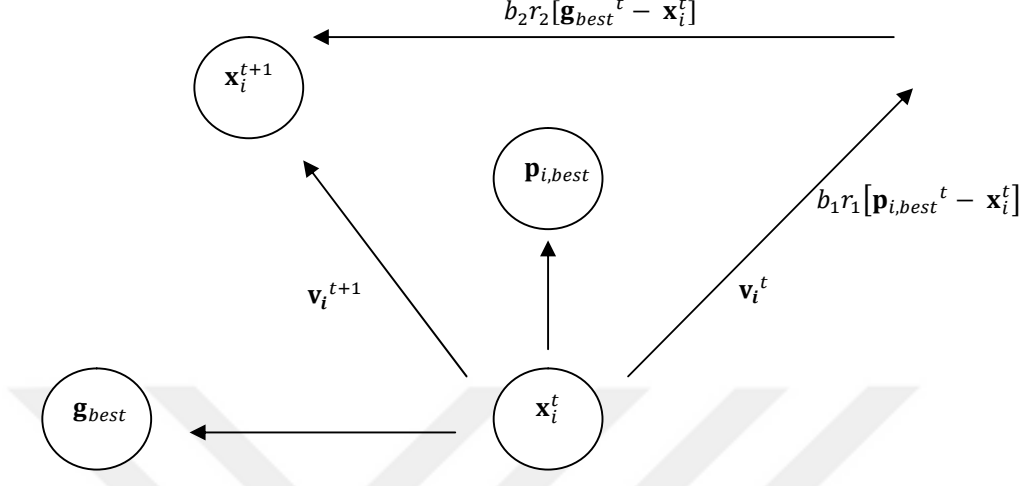 b₂r₂[𝐠_best^t − 𝐱_i^t]
𝐱_i^{t+1}
𝐩_{i,best}
b₁r₁[𝐩_{i,best}^t − 𝐱_i^t]
𝐯_i^{t+1}
𝐯_i^t
𝐠_best
𝐱_i^t